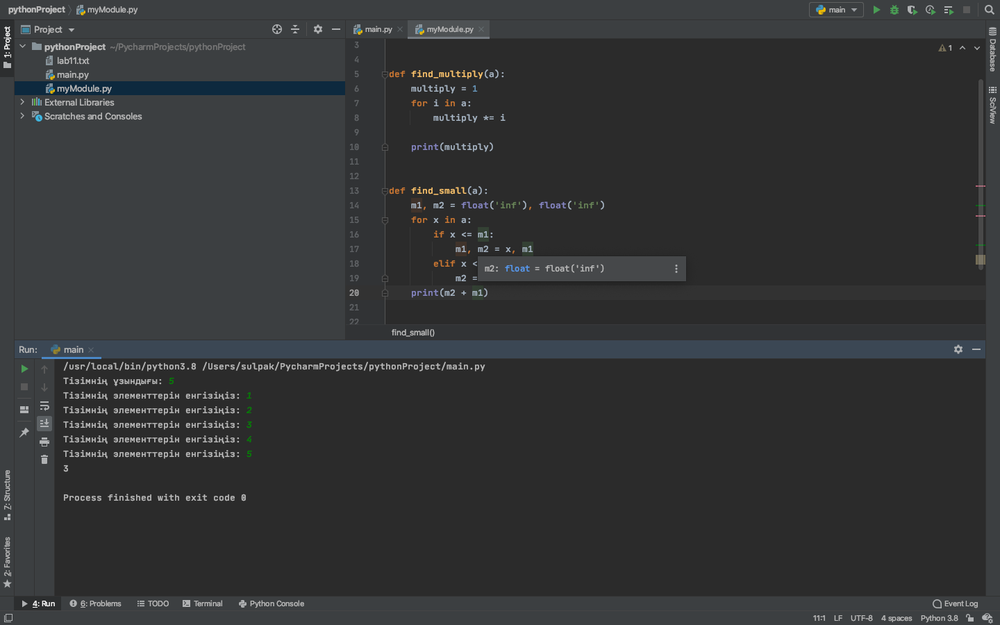 pythonProject myModule.py
main
Project
main.py
myModule.py
1: Project
pythonProject ~/PycharmProjects/pythonProject
lab11.txt
main.py
myModule.py
External Libraries
Scratches and Consoles
1
3
4
5 def find_multiply(a):
6 multiply = 1
7 for i in a:
8 multiply *= i
9
10 print(multiply)
11
12
13 def find_small(a):
14 m1, m2 = float('inf'), float('inf')
15 for x in a:
16 if x <= m1:
17 m1, m2 = x, m1
18 elif x <
m2: float = float('inf')
19 m2 =
20 print(m2 + m1)
21
22
find_small()
Database
SciView
Run: main
/usr/local/bin/python3.8 /Users/sulpak/PycharmProjects/pythonProject/main.py
Тізімнің ұзындығы: 5
Тізімнің элементтерін енгізіңіз: 1
Тізімнің элементтерін енгізіңіз: 2
Тізімнің элементтерін енгізіңіз: 3
Тізімнің элементтерін енгізіңіз: 4
Тізімнің элементтерін енгізіңіз: 5
3
Process finished with exit code 0
Z: Structure
2: Favorites
4: Run 6: Problems TODO Terminal Python Console Event Log
11:1 LF UTF-8 4 spaces Python 3.8